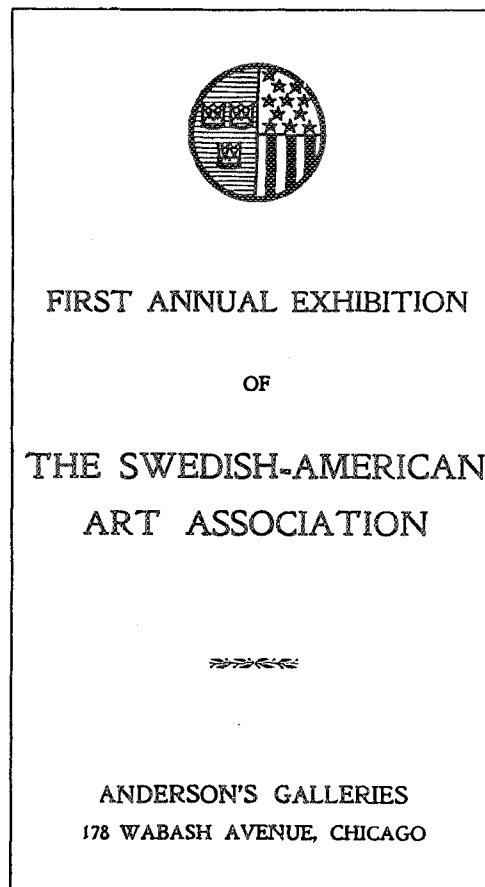 FIRST ANNUAL EXHIBITION
OF
THE SWEDISH-AMERICAN
ART ASSOCIATION
ANDERSON'S GALLERIES
178 WABASH AVENUE, CHICAGO